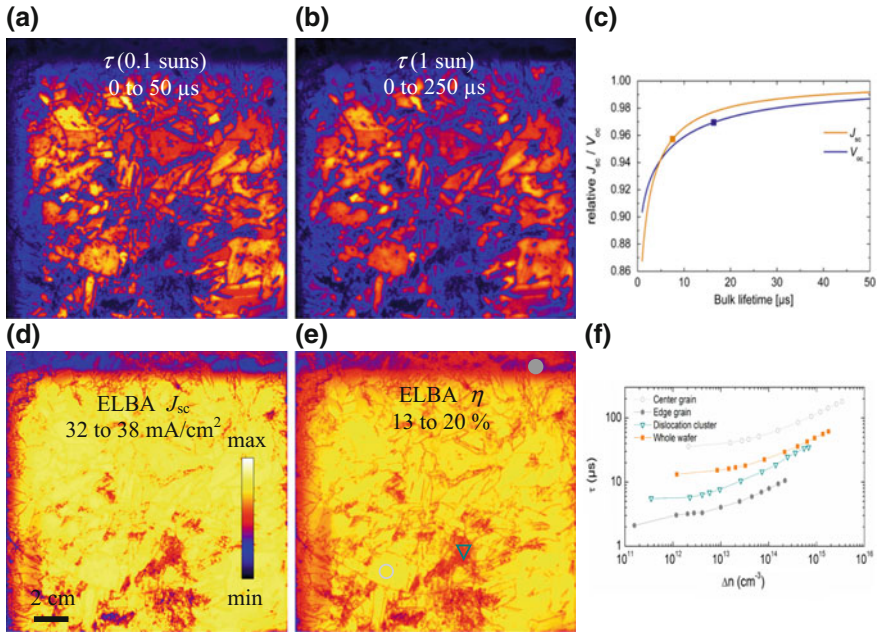 (a)
τ (0.1 suns)
0 to 50 µs
(b)
τ (1 sun)
0 to 250 µs
(c)
1.00
0.98
0.96
0.94
0.92
0.90
0.88
0.86
relative Jsc / Voc
Jsc
Vsc
0 10 20 30 40 50
Bulk lifetime [µs]
(d)
ELBA Jsc
32 to 38 mA/cm²
max
min
2 cm
(e)
ELBA η
13 to 20 %
(f)
100
10
1
τ (µs)
Center grain
Edge grain
Dislocation cluster
Whole wafer
10¹¹ 10¹² 10¹³ 10¹⁴ 10¹⁵ 10¹⁶
Δn (cm⁻³)